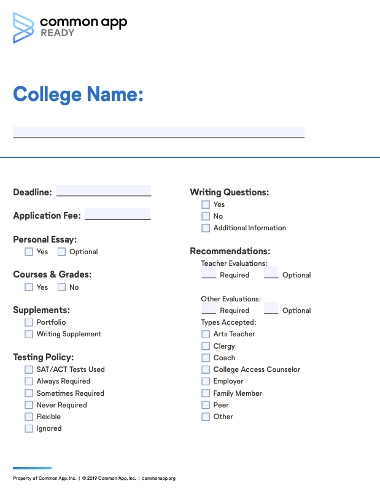 common app
READY
College Name:
Deadline:
Application Fee:
Personal Essay:
Yes Optional
Courses & Grades:
Yes No
Supplements:
Portfolio
Writing Supplement
Testing Policy:
SAT/ACT Tests Used
Always Required
Sometimes Required
Never Required
Flexible
Ignored
Writing Questions:
Yes
No
Additional Information
Recommendations:
Teacher Evaluations:
Required Optional
Other Evaluations:
Required Optional
Types Accepted:
Arts Teacher
Clergy
Coach
College Access Counselor
Employer
Family Member
Peer
Other
Property of Common App, Inc. | © 2019 Common App, Inc. | commonapp.org